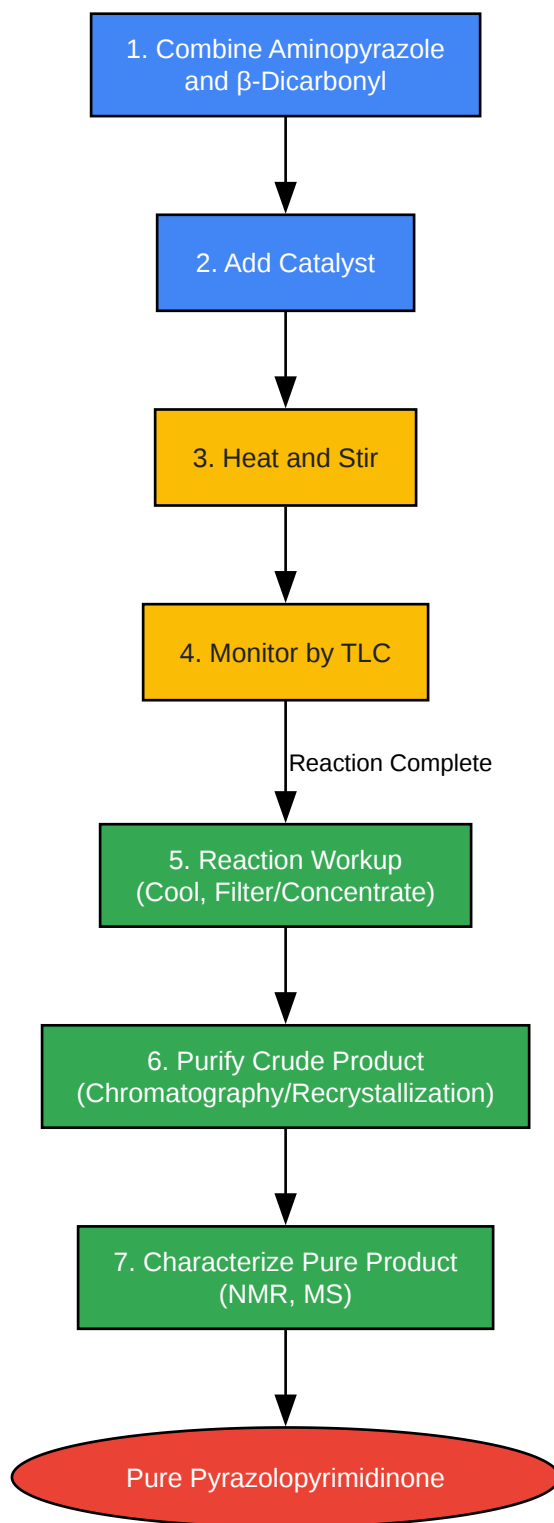 1. Combine Aminopyrazole
and β-Dicarbonyl
2. Add Catalyst
3. Heat and Stir
4. Monitor by TLC
Reaction Complete
5. Reaction Workup
(Cool, Filter/Concentrate)
6. Purify Crude Product
(Chromatography/Recrystallization)
7. Characterize Pure Product
(NMR, MS)
Pure Pyrazolopyrimidinone